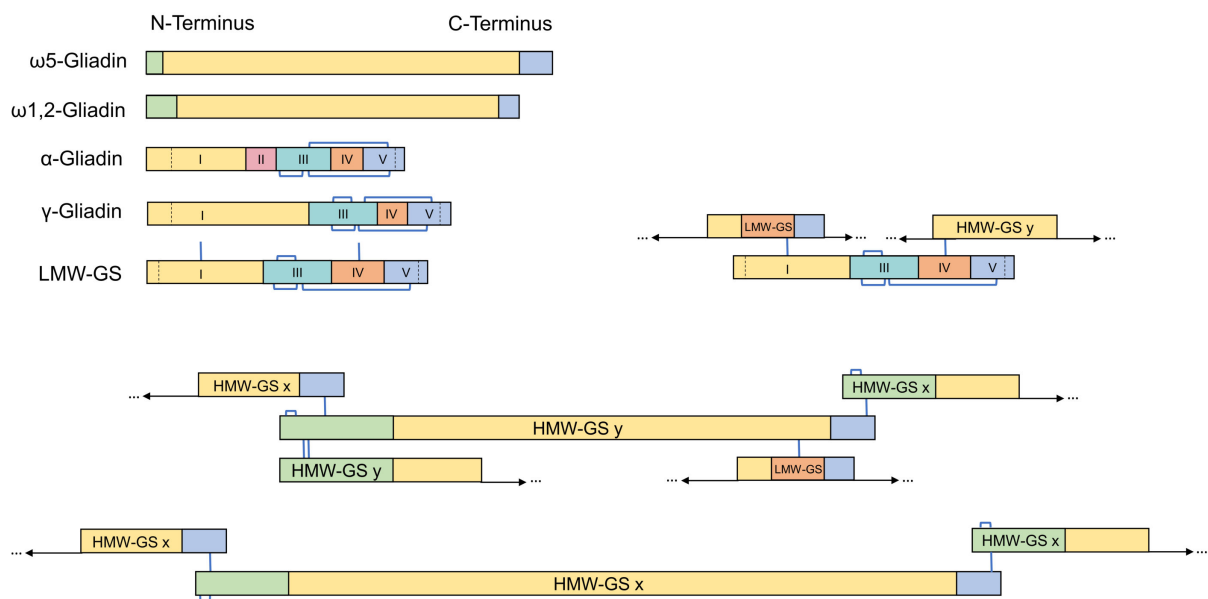 N-Terminus C-Terminus
ω5-Gliadin
ω1,2-Gliadin
α-Gliadin I II III IV V
γ-Gliadin I III IV V
LMW-GS I III IV V
... LMW-GS ... ... HMW-GS y ...
I III IV V
... HMW-GS x
HMW-GS x ...
HMW-GS y
HMW-GS y ...
... LMW-GS ...
... HMW-GS x
HMW-GS x ...
HMW-GS x